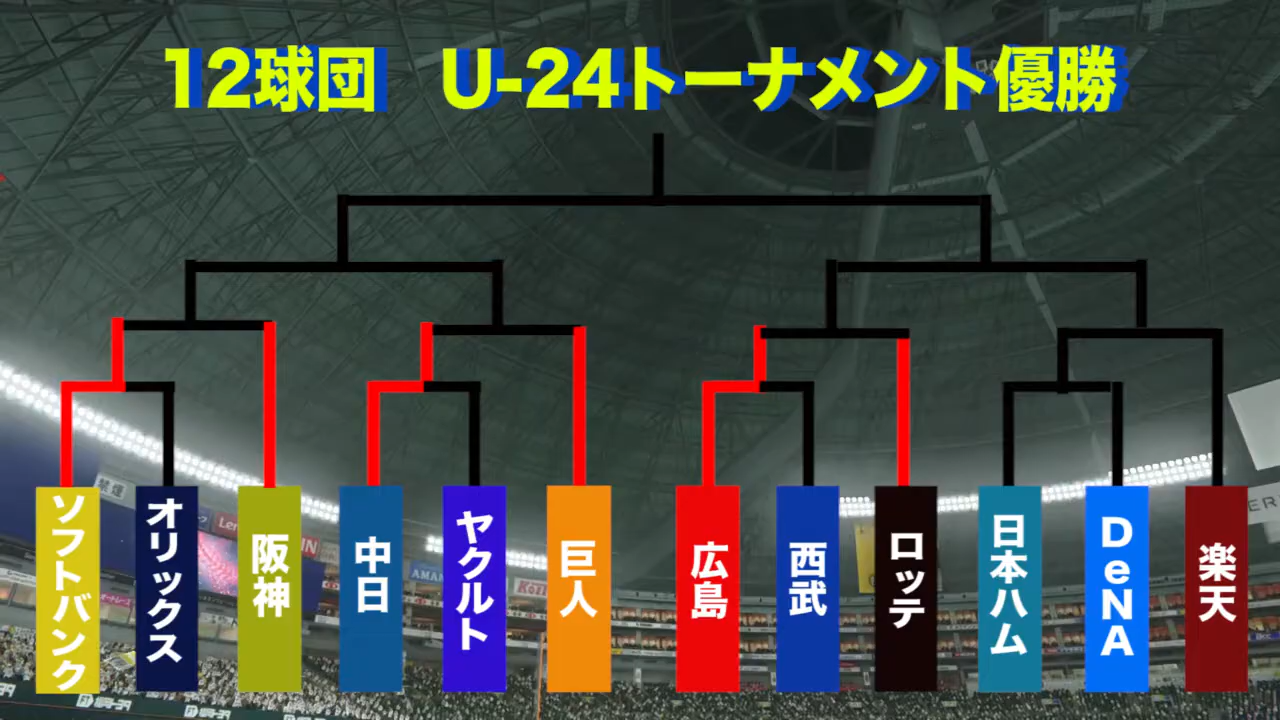 12球団 U-24トーナメント優勝
ソフトバンク
オリックス
阪神
中日
ヤクルト
巨人
広島
西武
ロッテ
日本ハム
DeNA
楽天
禁煙